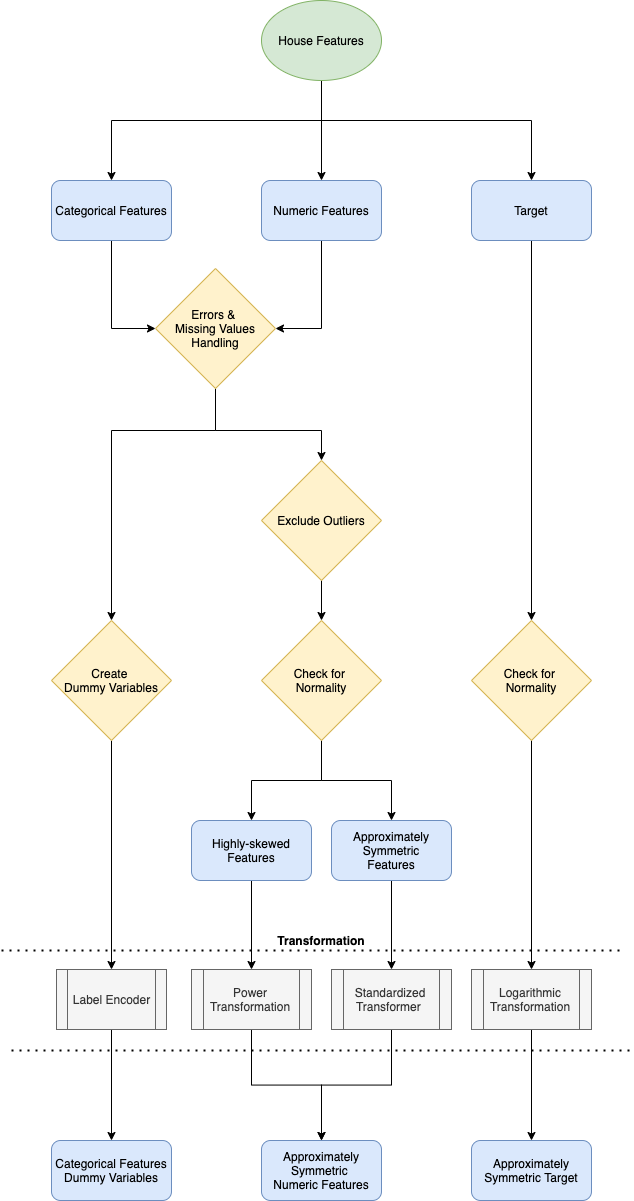 House Features
Categorical Features
Numeric Features
Target
Errors &
Missing Values
Handling
Exclude Outliers
Create
Dummy Variables
Check for
Normality
Check for
Normality
Highly-skewed
Features
Approximately
Symmetric
Features
Transformation
Label Encoder
Power
Transformation
Standardized
Transformer
Logarithmic
Transformation
Categorical Features
Dummy Variables
Approximately
Symmetric
Numeric Features
Approximately
Symmetric Target